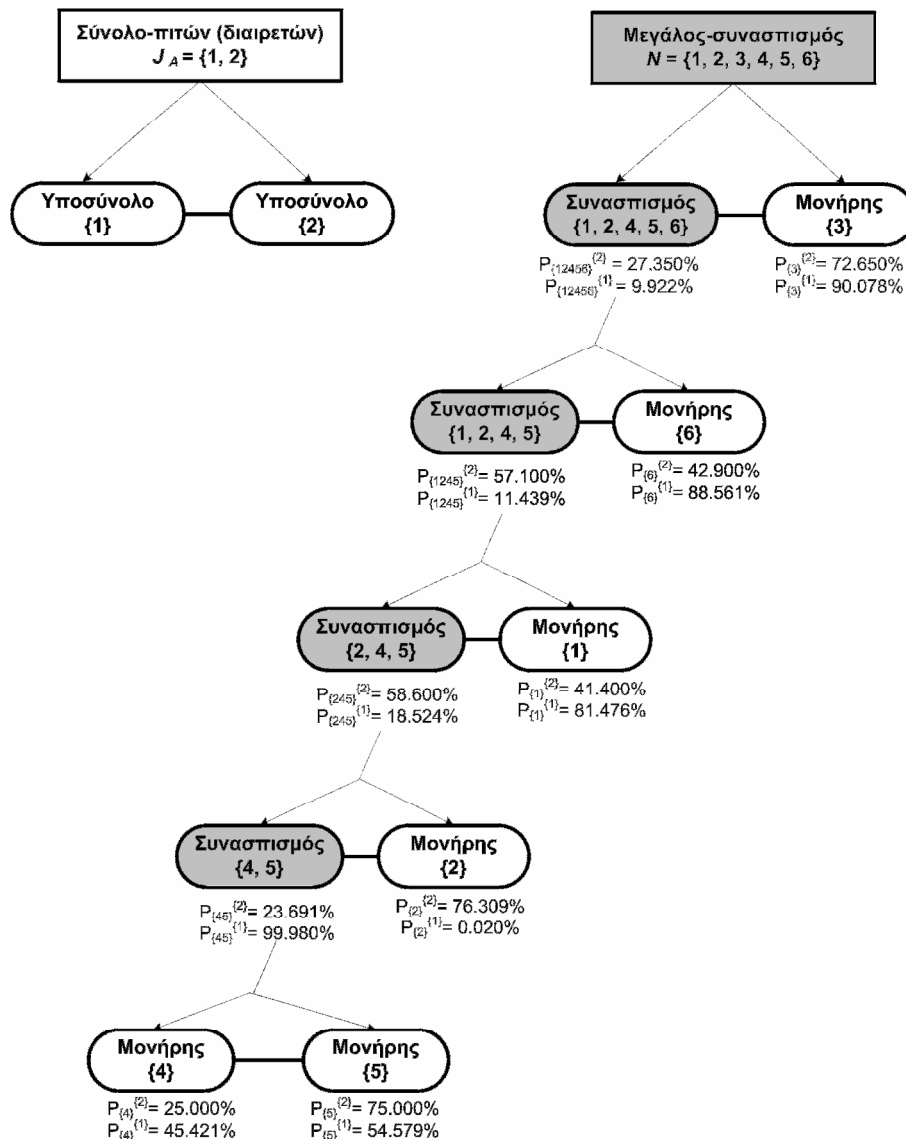 Σύνολο-πιτών (διαιρετών)
J A = {1, 2}
Μεγάλος-συνασπισμός
N = {1, 2, 3, 4, 5, 6}
Υποσύνολο
{1}
Υποσύνολο
{2}
Συνασπισμός
{1, 2, 4, 5, 6}
Μονήρης
{3}
P{12456}{2} = 27.350%
P{12456}{1} = 9.922%
P{3}{2} = 72.650%
P{3}{1} = 90.078%
Συνασπισμός
{1, 2, 4, 5}
Μονήρης
{6}
P{1245}{2} = 57.100%
P{1245}{1} = 11.439%
P{6}{2} = 42.900%
P{6}{1} = 88.561%
Συνασπισμός
{2, 4, 5}
Μονήρης
{1}
P{245}{2} = 58.600%
P{245}{1} = 18.524%
P{1}{2} = 41.400%
P{1}{1} = 81.476%
Συνασπισμός
{4, 5}
Μονήρης
{2}
P{45}{2} = 23.691%
P{45}{1} = 99.980%
P{2}{2} = 76.309%
P{2}{1} = 0.020%
Μονήρης
{4}
Μονήρης
{5}
P{4}{2} = 25.000%
P{4}{1} = 45.421%
P{5}{2} = 75.000%
P{5}{1} = 54.579%